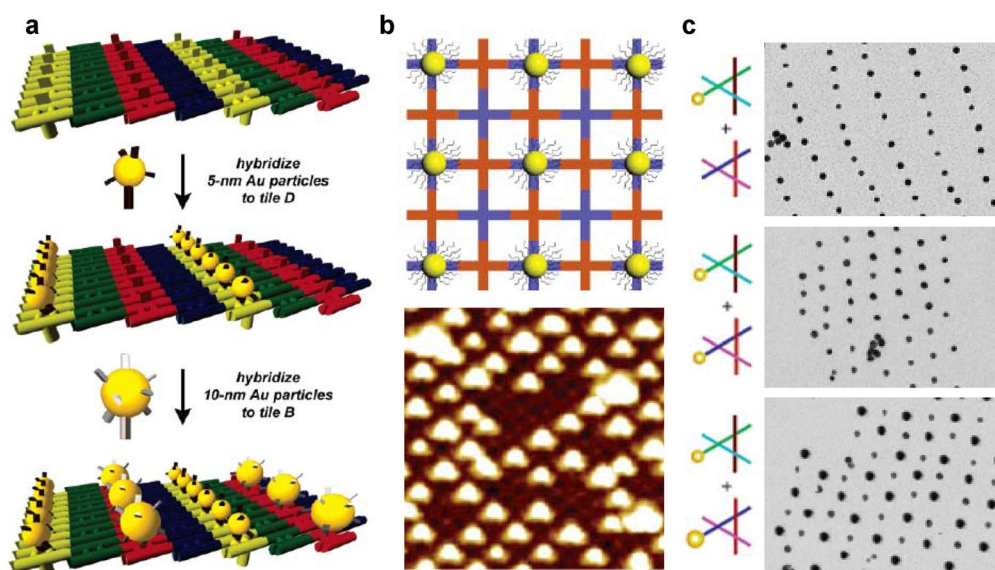 a
b
c
hybridize
5-nm Au particles
to tile D
hybridize
10-nm Au particles
to tile B
+
+
+